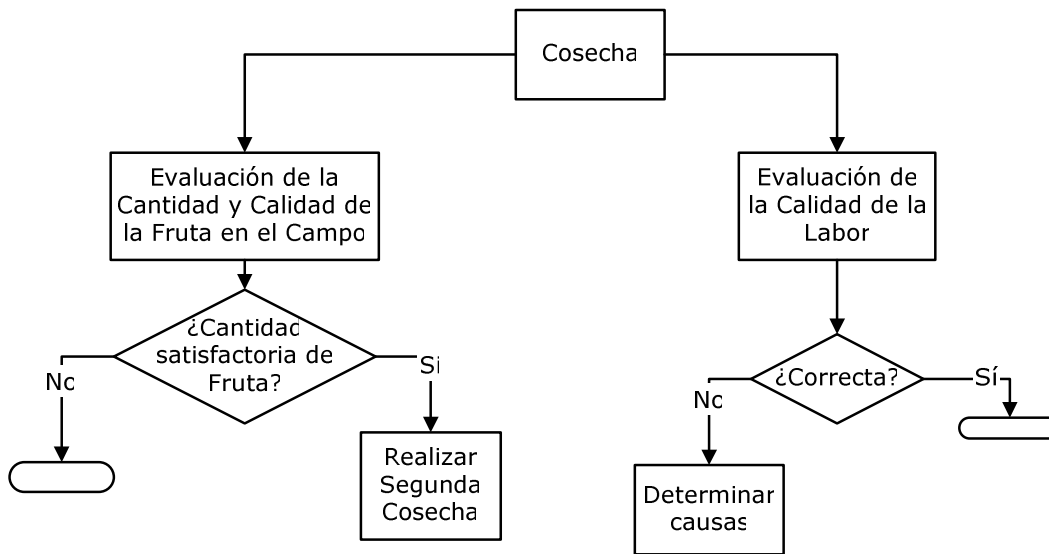 Cosecha
Evaluación de la
Cantidad y Calidad de
la Fruta en el Campo
Evaluación de
la Calidad de la
Labor
¿Cantidad
satisfactoria de
Fruta?
No
Si
¿Correcta?
No
Sí
Realizar
Segunda
Cosecha
Determinar
causas